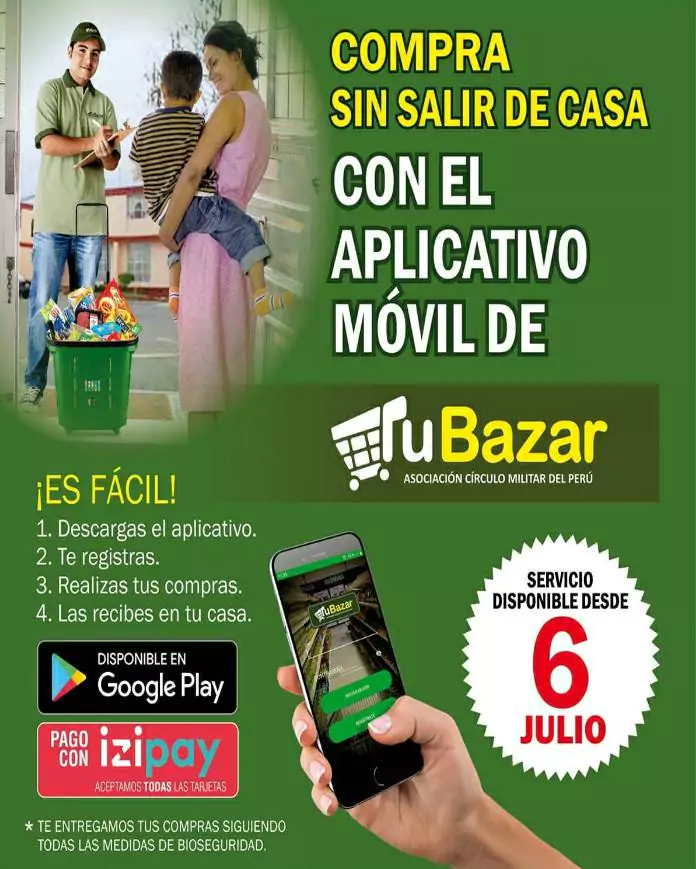 COMPRA
SIN SALIR DE CASA
CON EL
APLICATIVO
MÓVIL DE
TuBazar
ASOCIACIÓN CÍRCULO MILITAR DEL PERÚ
¡ES FÁCIL!
1. Descargas el aplicativo.
2. Te registras.
3. Realizas tus compras.
4. Las recibes en tu casa.
DISPONIBLE EN
Google Play
PAGO
CON
izipay
ACEPTAMOS TODAS LAS TARJETAS
TuBazar
SERVICIO
DISPONIBLE DESDE
6
JULIO
* TE ENTREGAMOS TUS COMPRAS SIGUIENDO
TODAS LAS MEDIDAS DE BIOSEGURIDAD.